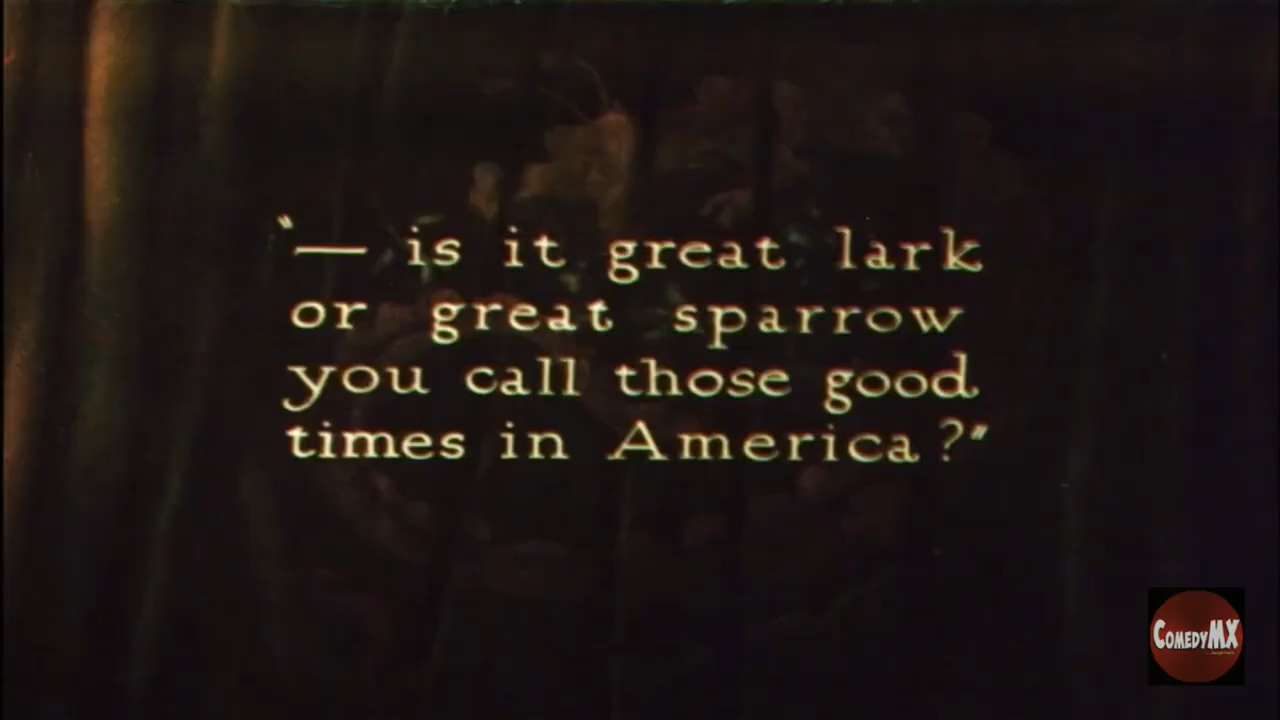 "— is it great lark
or great sparrow
you call those good
times in America?"
COMEDYMX